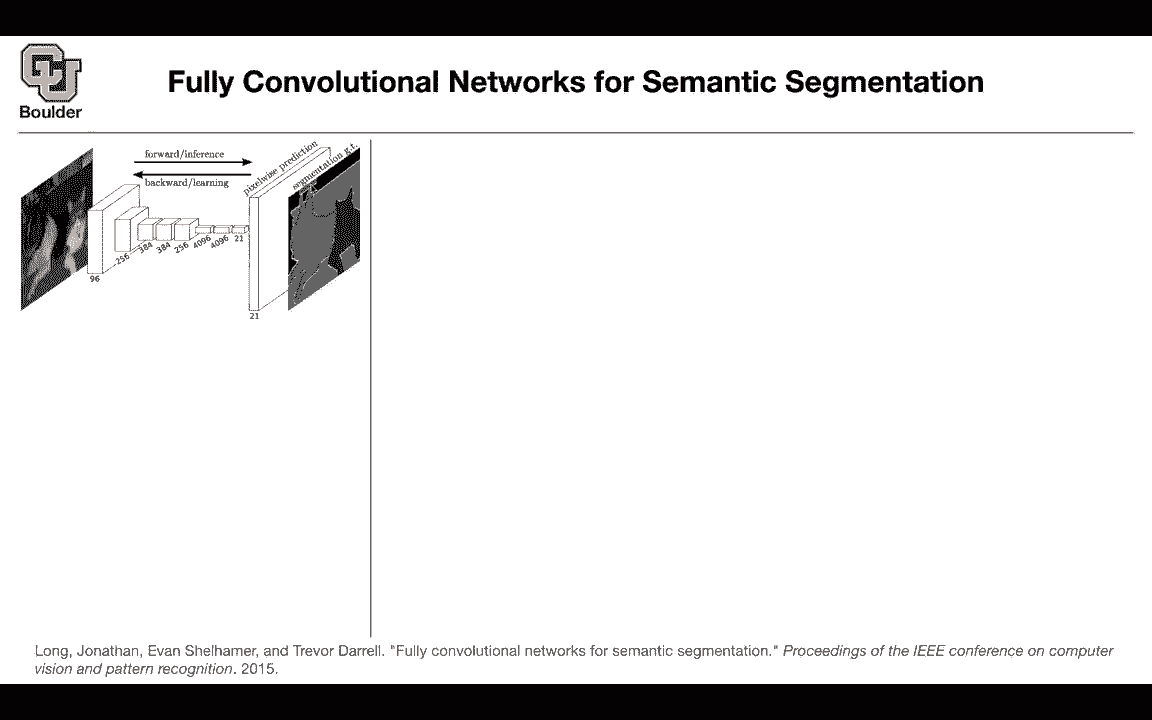 Boulder
Fully Convolutional Networks for Semantic Segmentation
forward/inference
backward/learning
pixelwise prediction
segmentation g.t.
96
256
384
384
256
4096
4096
21
21
Long, Jonathan, Evan Shelhamer, and Trevor Darrell. "Fully convolutional networks for semantic segmentation." Proceedings of the IEEE conference on computer
vision and pattern recognition. 2015.